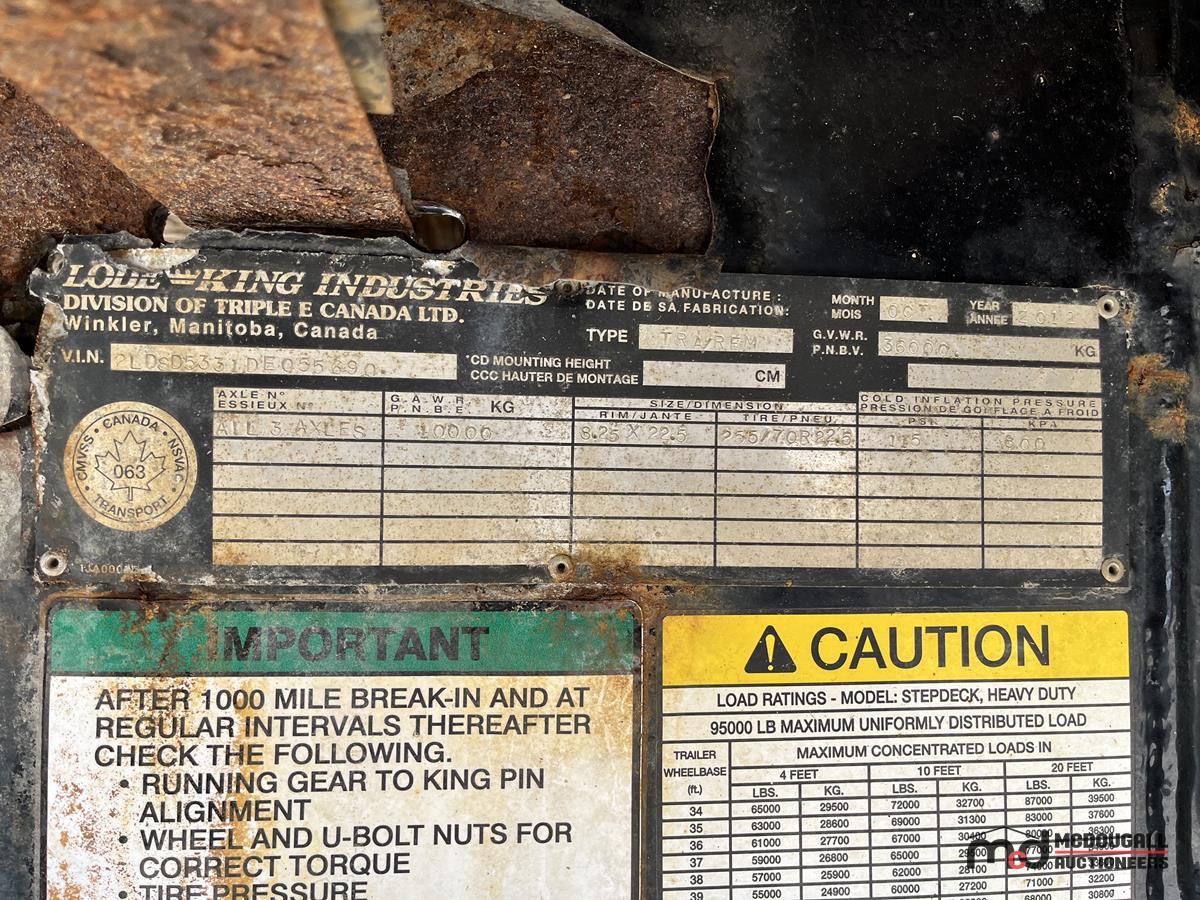 LODE KING INDUSTRIES
DIVISION OF TRIPLE E CANADA LTD.
Winkler, Manitoba, Canada
DATE OF MANUFACTURE :
DATE DE SA FABRICATION:
MONTH
MOIS
OCT
YEAR
ANNÉE
2012
TYPE TRA/REM
G.V.W.R.
P.N.B.V.
36000 KG
V.I.N.
*CD MOUNTING HEIGHT
CCC HAUTER DE MONTAGE
CM
AXLE Nº
ESSIEUX Nº
G.A.W.R.
P.N.B.E. KG
SIZE/DIMENSION
RIM/JANTE TIRE/PNEU
COLD INFLATION PRESSURE
PRESSION DE GOLFLAGE A FROID
PSI KPA
ALL 3 AXLES 10000 8.25 X 22.5 255/70R22.5 115 800
CANADA
CMVSS NSVAC
063
TRANSPORT
IMPORTANT
AFTER 1000 MILE BREAK-IN AND AT
REGULAR INTERVALS THEREAFTER
CHECK THE FOLLOWING.
• RUNNING GEAR TO KING PIN
ALIGNMENT
• WHEEL AND U-BOLT NUTS FOR
CORRECT TORQUE
• TIRE PRESSURE
CAUTION
LOAD RATINGS - MODEL: STEPDECK, HEAVY DUTY
95000 LB MAXIMUM UNIFORMLY DISTRIBUTED LOAD
TRAILER
WHEELBASE
(ft.)
MAXIMUM CONCENTRATED LOADS IN
4 FEET 10 FEET 20 FEET
LBS. KG. LBS. KG. LBS. KG.
34 65000 29500 72000 32700 87000 39500
35 63000 28600 69000 31300 83000 37600
36 61000 27700 67000 30400 80000 36300
37 59000 26800 65000
38 57000 25900 62000 28100 32200
39 55000 24900 60000 27200 71000 30800
68000
McDOUGALL
AUCTIONEERS